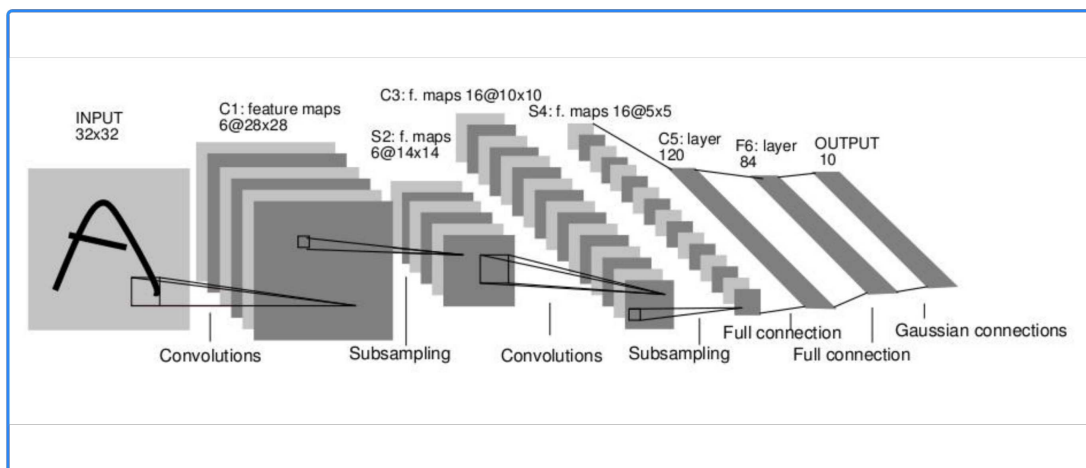 INPUT
32x32
C1: feature maps
6@28x28
S2: f. maps
6@14x14
C3: f. maps 16@10x10
S4: f. maps 16@5x5
C5: layer
120
F6: layer
84
OUTPUT
10
Convolutions
Subsampling
Convolutions
Subsampling
Full connection
Full connection
Gaussian connections